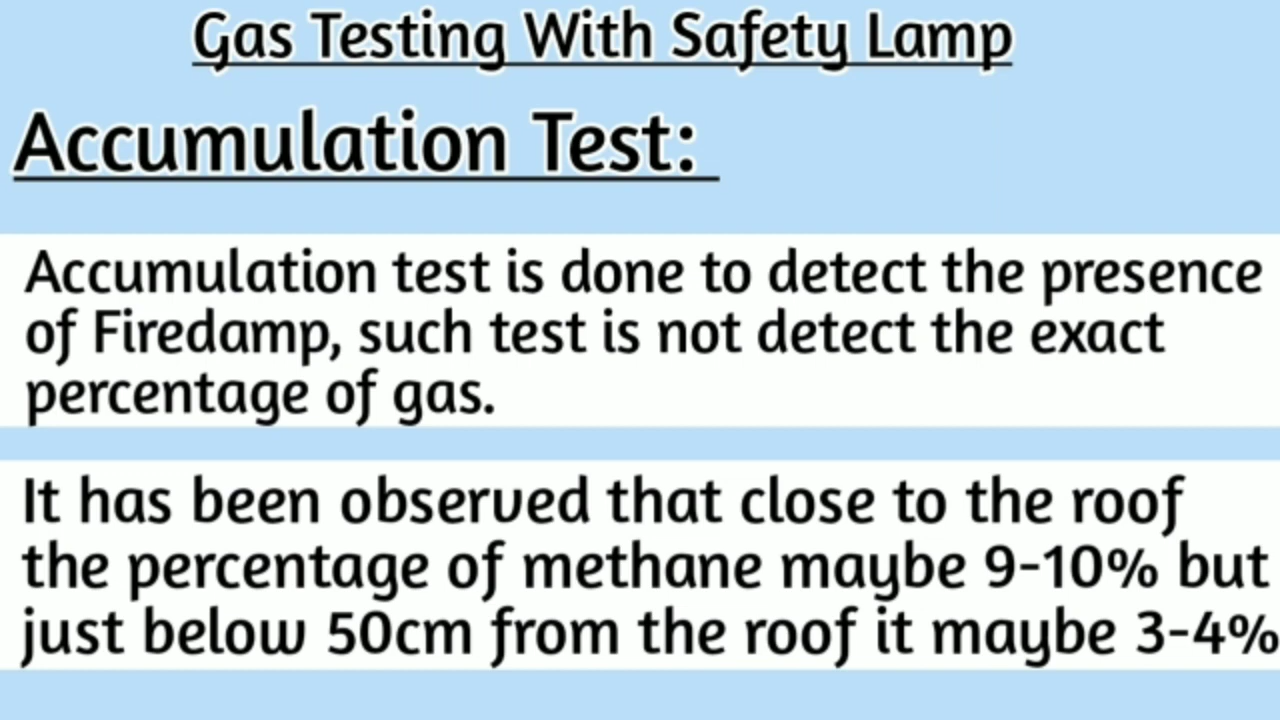 Gas Testing With Safety Lamp
Accumulation Test:
Accumulation test is done to detect the presence
of Firedamp, such test is not detect the exact
percentage of gas.
It has been observed that close to the roof
the percentage of methane maybe 9-10% but
just below 50cm from the roof it maybe 3-4%